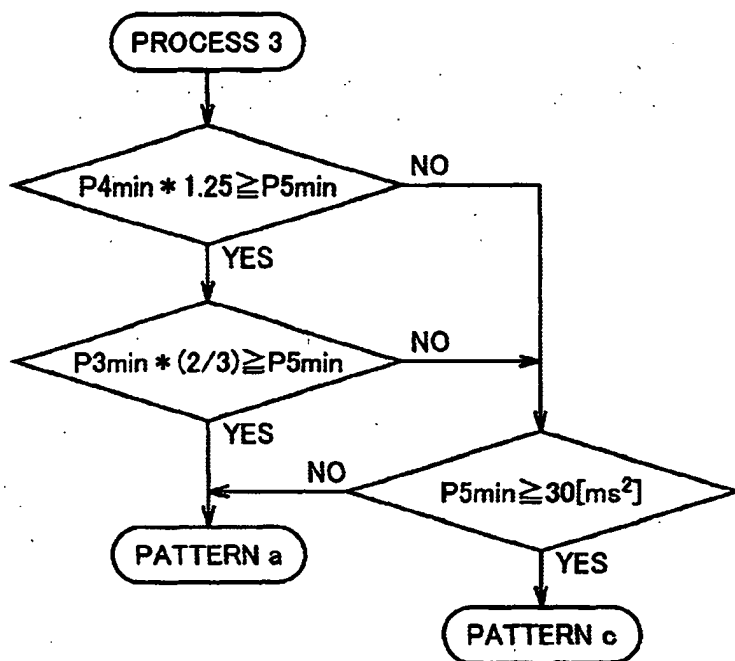 PROCESS 3
P4min * 1.25≧P5min
NO
YES
P3min * (2/3)≧P5min
NO
YES
NO
P5min≧30[ms²]
PATTERN a
YES
PATTERN c